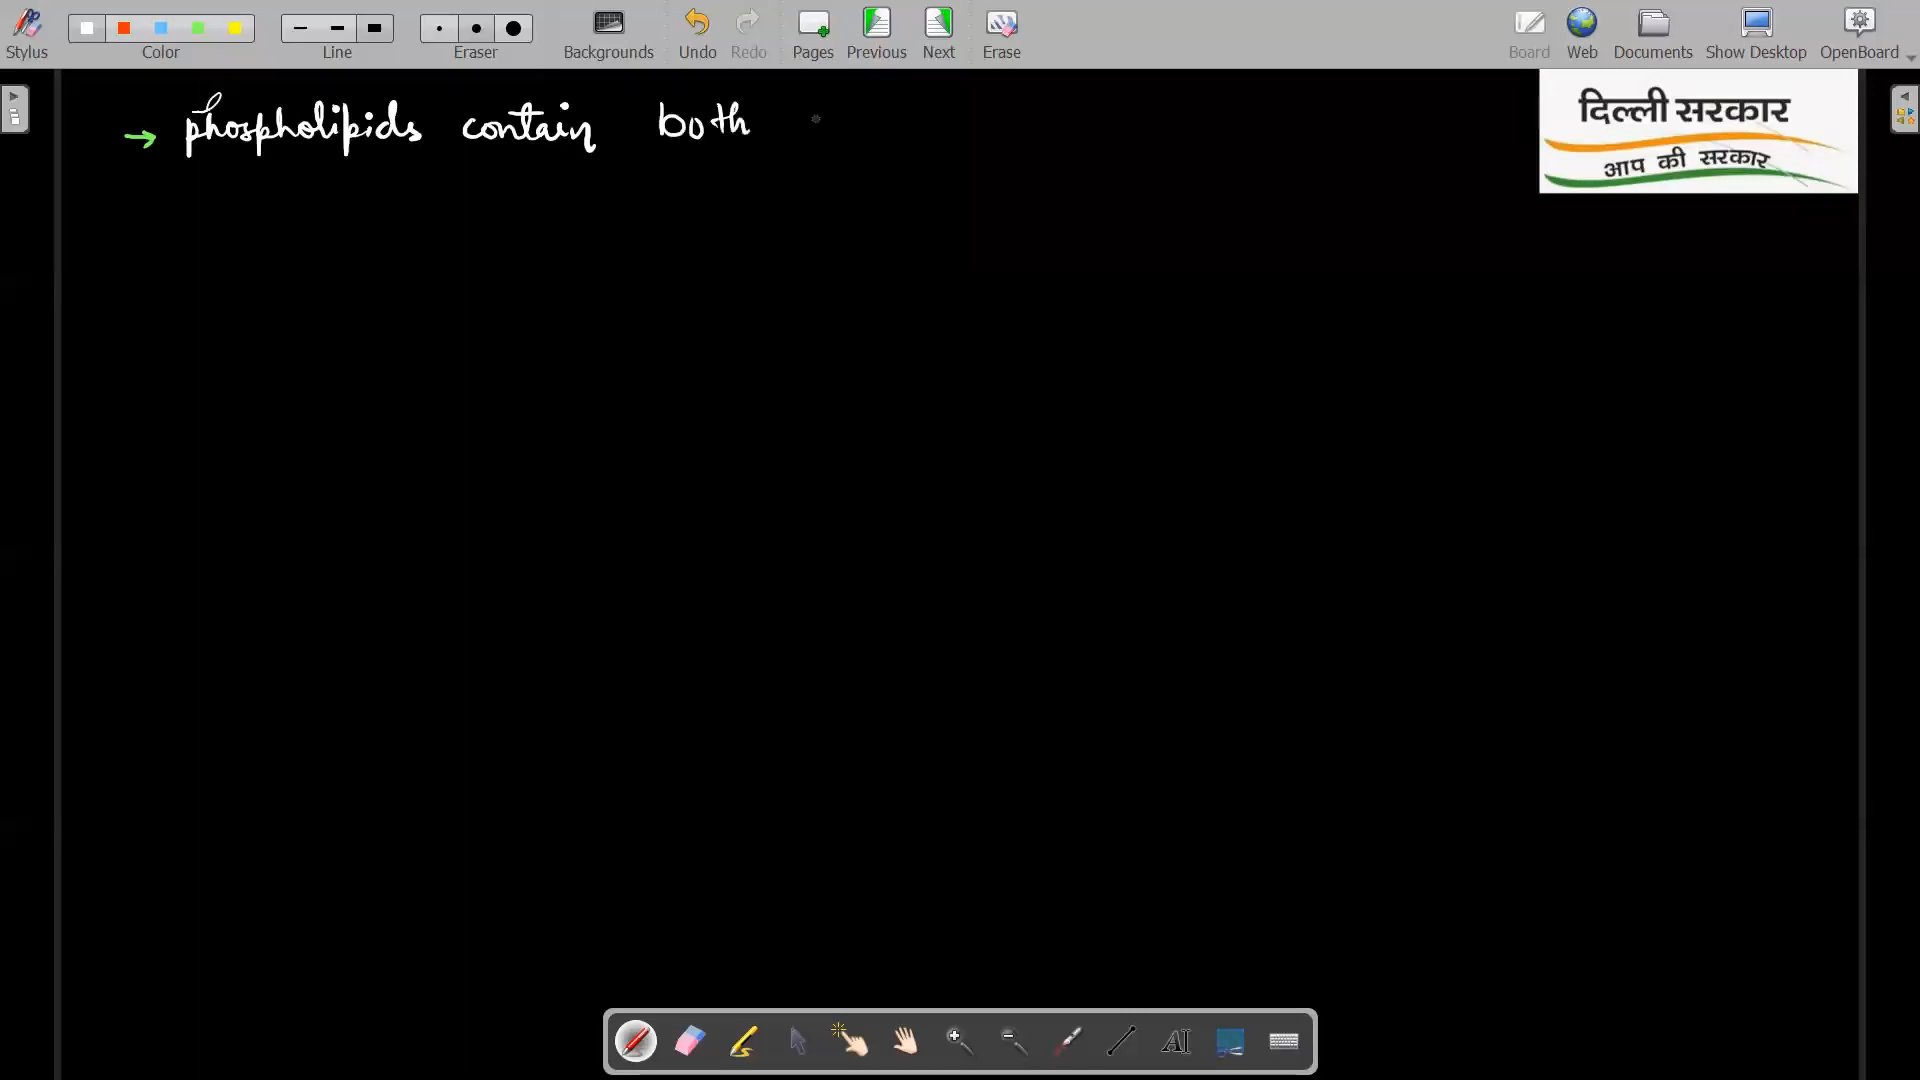 Stylus Color Line Eraser Backgrounds Undo Redo Pages Previous Next Erase Board Web Documents Show Desktop OpenBoard
→ phospholipids contain both
दिल्ली सरकार
आप की सरकार
AI